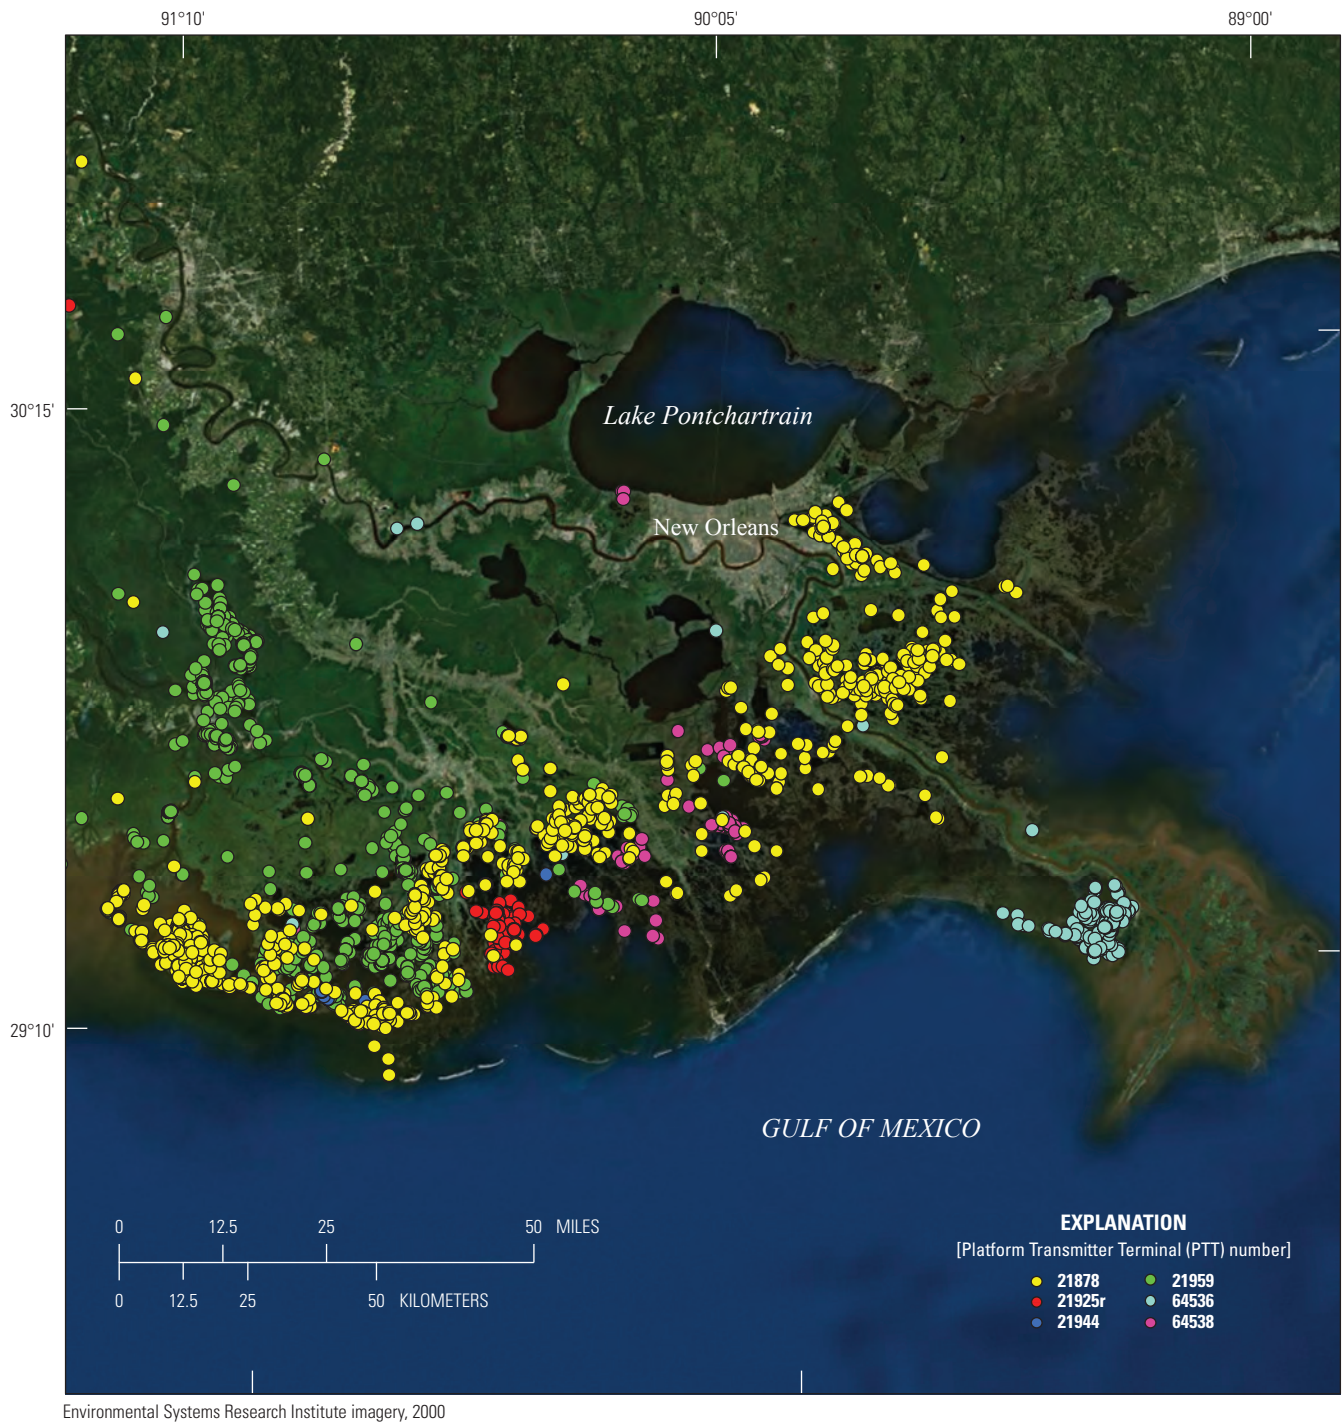 91°10'
90°05'
89°00'
30°15'
Lake Pontchartrain
New Orleans
29°10'
GULF OF MEXICO
0 12.5 25 50 MILES
0 12.5 25 50 KILOMETERS
EXPLANATION
[Platform Transmitter Terminal (PTT) number]
21878 21959
21925r 64536
21944 64538
Environmental Systems Research Institute imagery, 2000